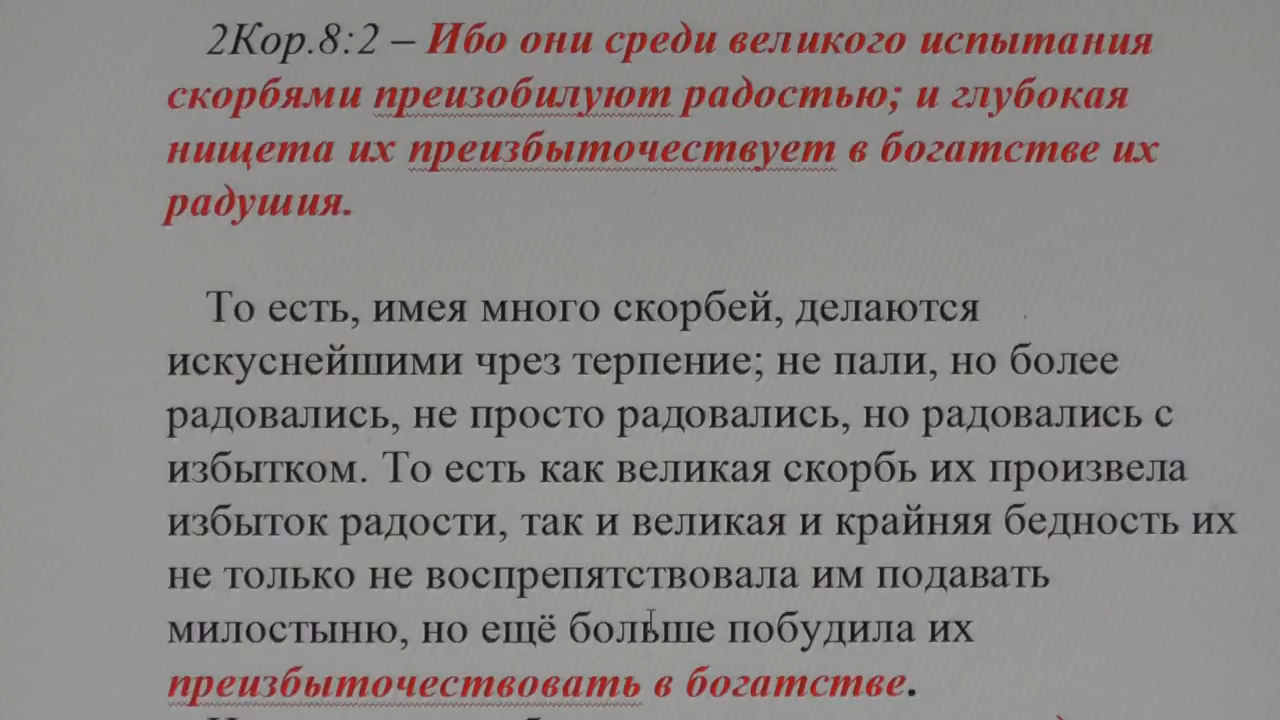 2Кор.8:2 – Ибо они среди великого испытания
скорбями преизобилуют радостью; и глубокая
нищета их преизбыточествует в богатстве их
радушия.
То есть, имея много скорбей, делаются
искуснейшими чрез терпение; не пали, но более
радовались, не просто радовались, но радовались с
избытком. То есть как великая скорбь их произвела
избыток радости, так и великая и крайняя бедность их
не только не воспрепятствовала им подавать
милостыню, но ещё больше побудила их
преизбыточествовать в богатстве.